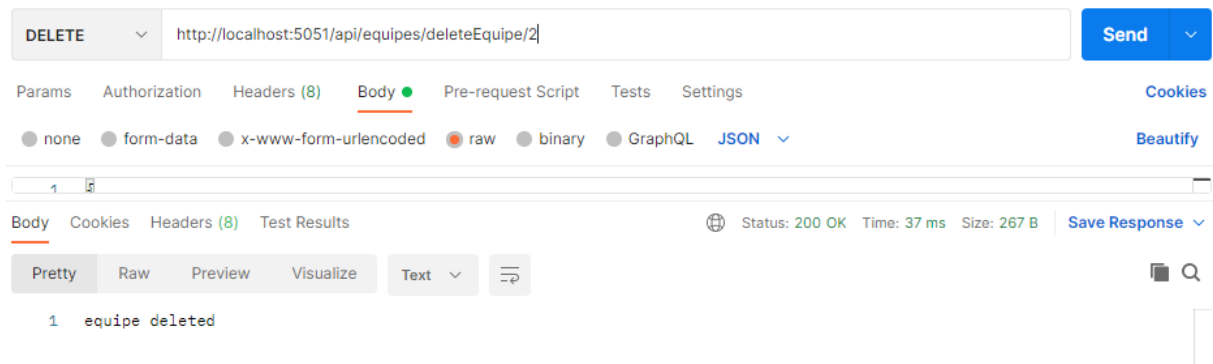 DELETE http://localhost:5051/api/equipes/deleteEquipe/2 Send
Params Authorization Headers (8) Body Pre-request Script Tests Settings Cookies
none form-data x-www-form-urlencoded raw binary GraphQL JSON Beautify
1
Body Cookies Headers (8) Test Results Status: 200 OK Time: 37 ms Size: 267 B Save Response
Pretty Raw Preview Visualize Text
1 equipe deleted